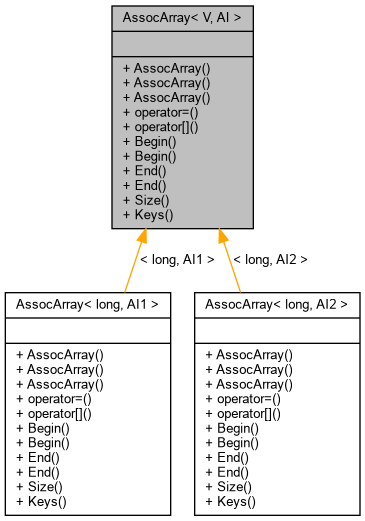 AssocArray< V, AI >
+ AssocArray()
+ AssocArray()
+ AssocArray()
+ operator=()
+ operator[]()
+ Begin()
+ Begin()
+ End()
+ End()
+ Size()
+ Keys()
< long, AI1 >
< long, AI2 >
AssocArray< long, AI1 >
+ AssocArray()
+ AssocArray()
+ AssocArray()
+ operator=()
+ operator[]()
+ Begin()
+ Begin()
+ End()
+ End()
+ Size()
+ Keys()
AssocArray< long, AI2 >
+ AssocArray()
+ AssocArray()
+ AssocArray()
+ operator=()
+ operator[]()
+ Begin()
+ Begin()
+ End()
+ End()
+ Size()
+ Keys()